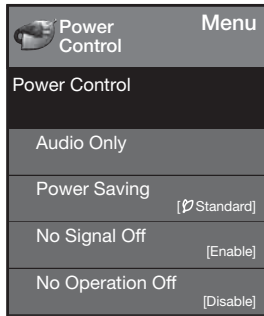 Power Control
Menu
Power Control
Audio Only
Power Saving
[Standard]
No Signal Off
[Enable]
No Operation Off
[Disable]